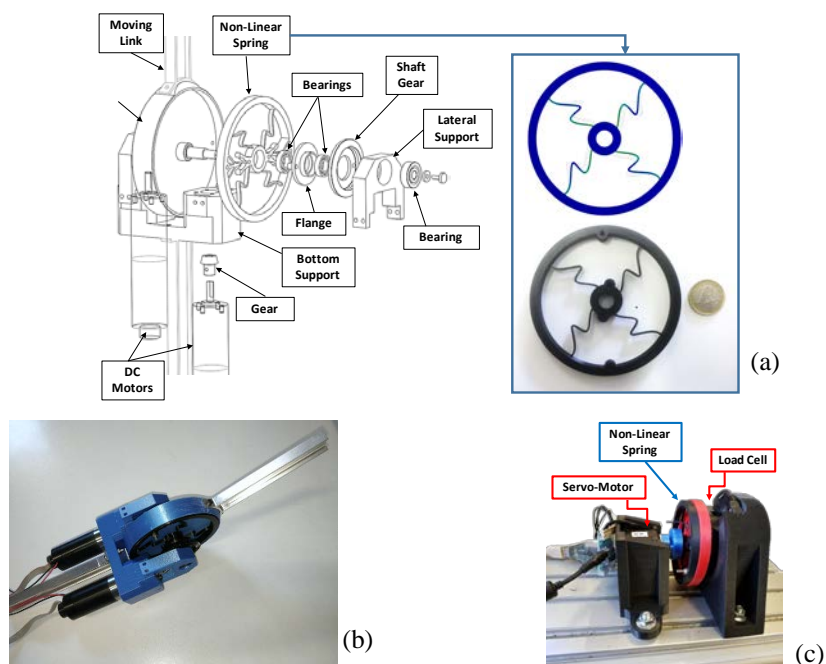 Moving
Link
Non-Linear
Spring
Bearings
Shaft
Gear
Lateral
Support
Flange
Bearing
Bottom
Support
Gear
DC
Motors
(a)
Non-Linear
Spring
Load Cell
Servo-Motor
(b)
(c)